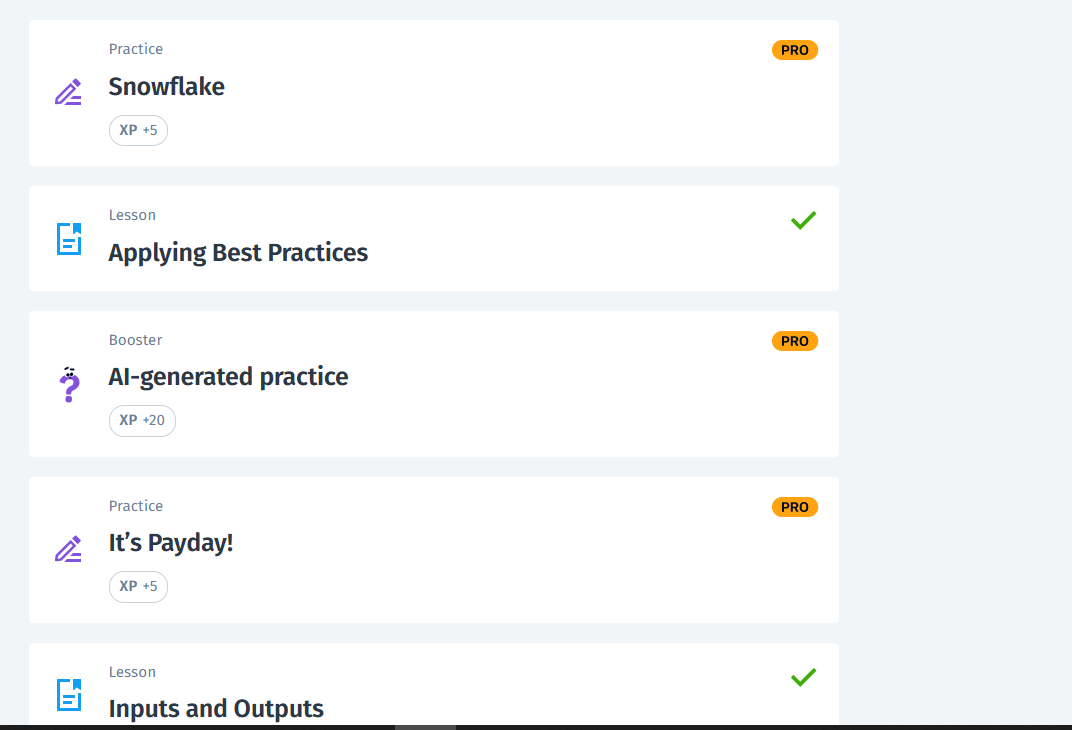 Practice
PRO
Snowflake
XP +5
Lesson
Applying Best Practices
Booster
PRO
AI-generated practice
XP +20
Practice
PRO
It’s Payday!
XP +5
Lesson
Inputs and Outputs